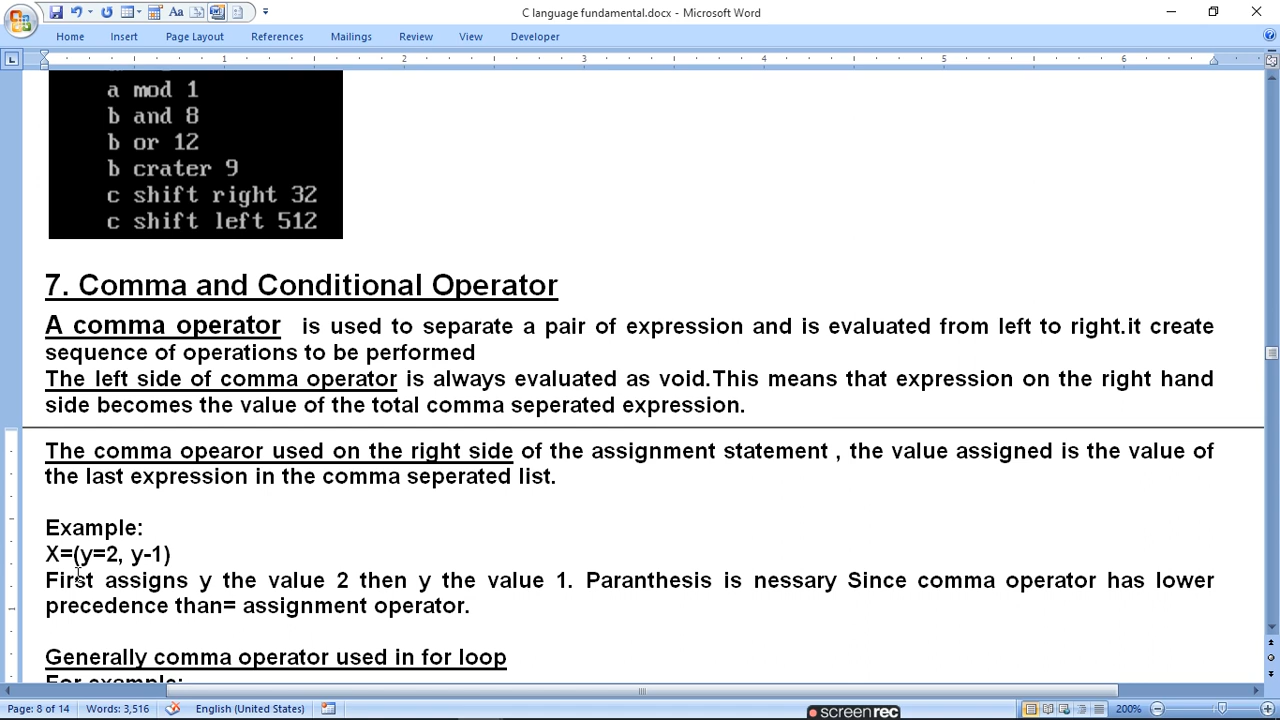 C language fundamental.docx - Microsoft Word
Home Insert Page Layout References Mailings Review View Developer
1 2 3 4 5 6
a mod 1
b and 8
b or 12
b crater 9
c shift right 32
c shift left 512
7. Comma and Conditional Operator
A comma operator is used to separate a pair of expression and is evaluated from left to right.it create
sequence of operations to be performed
The left side of comma operator is always evaluated as void.This means that expression on the right hand
side becomes the value of the total comma seperated expression.
The comma opearor used on the right side of the assignment statement , the value assigned is the value of
the last expression in the comma seperated list.
Example:
X=(y=2, y-1)
First assigns y the value 2 then y the value 1. Paranthesis is nessary Since comma operator has lower
precedence than= assignment operator.
Generally comma operator used in for loop
For example:
Page: 8 of 14 Words: 3,516 English (United States) screenrec 200%